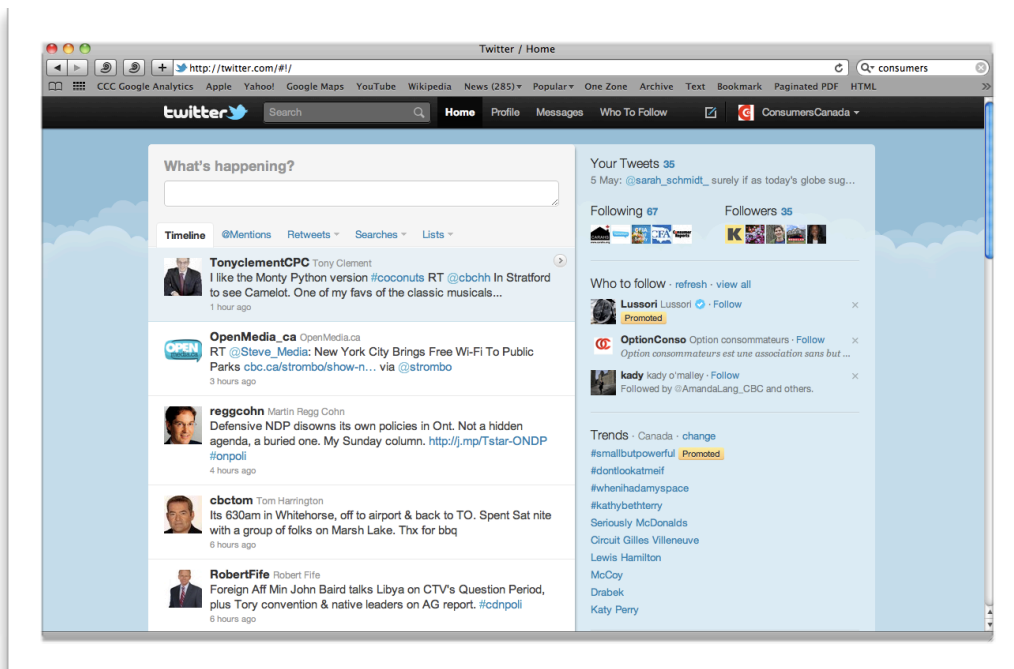 Twitter / Home
http://twitter.com/#!/
consumers
CCC Google Analytics Apple Yahoo! Google Maps YouTube Wikipedia News (285) Popular One Zone Archive Text Bookmark Paginated PDF HTML
twitter Search Home Profile Messages Who To Follow ConsumersCanada
What's happening?
Timeline @Mentions Retweets Searches Lists
TonyclementCPC Tony Clement
I like the Monty Python version #coconuts RT @cbchh In Stratford
to see Camelot. One of my favs of the classic musicals...
1 hour ago
OPEN
media.ca
OpenMedia_ca OpenMedia.ca
RT @Steve_Media: New York City Brings Free Wi-Fi To Public
Parks cbc.ca/strombo/show-n… via @strombo
3 hours ago
reggcohn Martin Regg Cohn
Defensive NDP disowns its own policies in Ont. Not a hidden
agenda, a buried one. My Sunday column. http://j.mp/Tstar-ONDP
#onpoli
4 hours ago
cbctom Tom Harrington
Its 630am in Whitehorse, off to airport & back to TO. Spent Sat nite
with a group of folks on Marsh Lake. Thx for bbq
6 hours ago
RobertFife Robert Fife
Foreign Aff Min John Baird talks Libya on CTV's Question Period,
plus Tory convention & native leaders on AG report. #cdnpoli
6 hours ago
Your Tweets 35
5 May: @sarah_schmidt_ surely if as today's globe sug...
Following 67 Followers 35
CFA
K
Who to follow · refresh · view all
Lussori Lussori · Follow
Promoted
OptionConso Option consommateurs · Follow
Option consommateurs est une association sans but ...
kady kady o'malley · Follow
Followed by @AmandaLang_CBC and others.
Trends · Canada · change
#smallbutpowerful Promoted
#dontlookatmeif
#whenihadamyspace
#kathybethterry
Seriously McDonalds
Circuit Gilles Villeneuve
Lewis Hamilton
McCoy
Drabek
Katy Perry